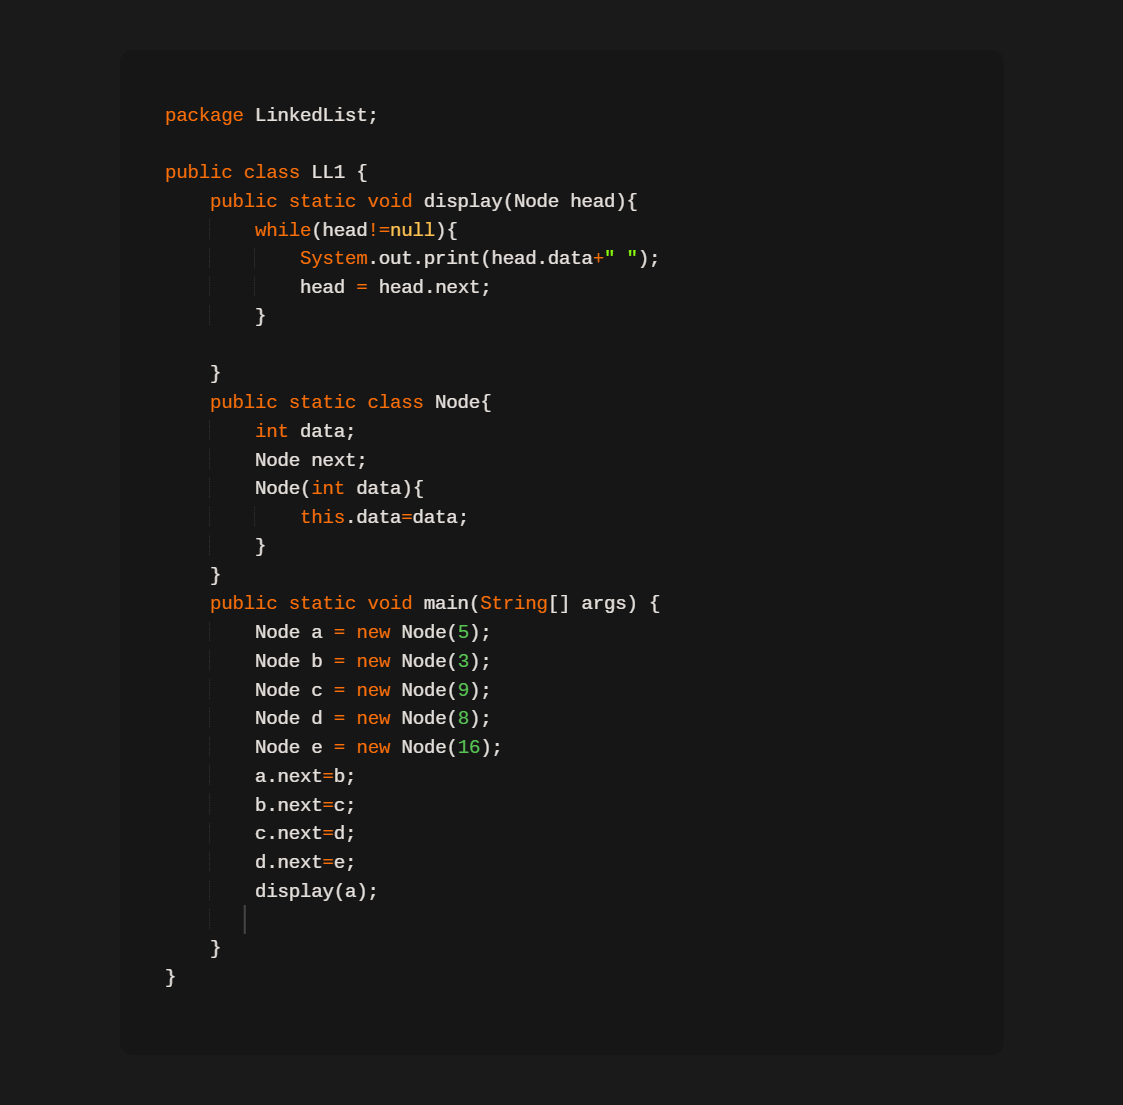 package LinkedList;

public class LL1 {
    public static void display(Node head){
        while(head!=null){
            System.out.print(head.data+" ");
            head = head.next;
        }

    }
    public static class Node{
        int data;
        Node next;
        Node(int data){
            this.data=data;
        }
    }
    public static void main(String[] args) {
        Node a = new Node(5);
        Node b = new Node(3);
        Node c = new Node(9);
        Node d = new Node(8);
        Node e = new Node(16);
        a.next=b;
        b.next=c;
        c.next=d;
        d.next=e;
        display(a);

    }
}